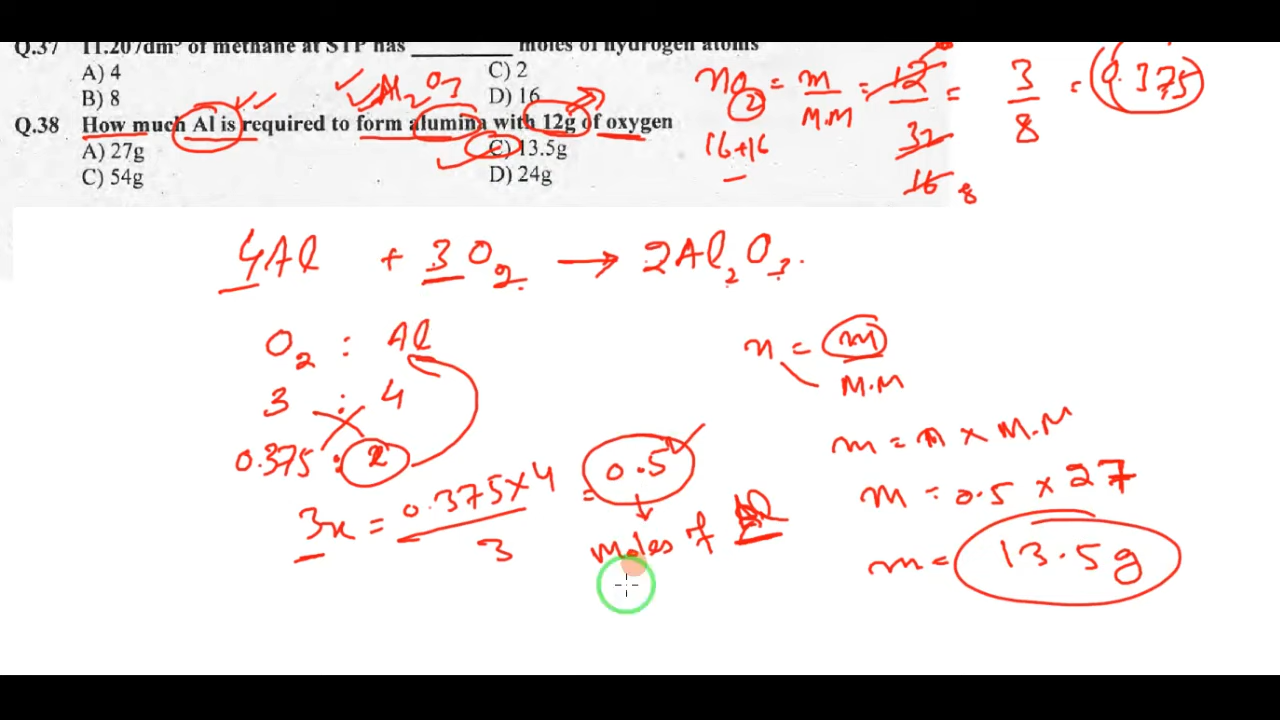 Q.37 11.207dm³ of methane at STP has ________ moles of hydrogen atoms
A) 4
C) 2
B) 8
D) 16
Al2O3
Q.38 How much Al is required to form alumina with 12g of oxygen
A) 27g
C) 13.5g
C) 54g
D) 24g
nO2 = m/M.M = 12/32 = 3/8 = 0.375
16+16
16 8
4Al + 3O2 → 2Al2O3.
O2 : Al
3 : 4
0.375 : x
3x = 0.375×4/3 = 0.5
moles of Al
n = m/M.M
m = n × M.M
m = 0.5 × 27
m = 13.5g